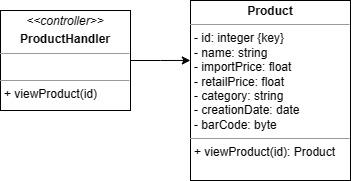 <<controller>>
ProductHandler
+ viewProduct(id)
Product
- id: integer {key}
- name: string
- importPrice: float
- retailPrice: float
- category: string
- creationDate: date
- barCode: byte
+ viewProduct(id): Product